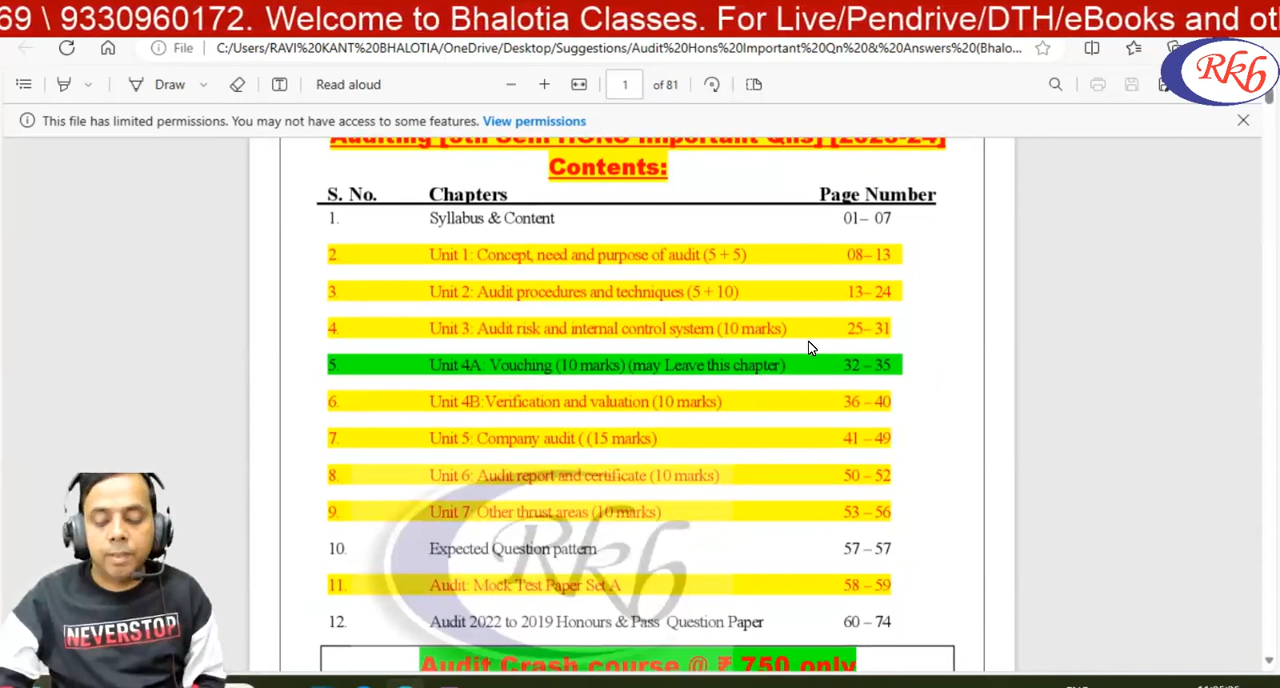 69 \ 9330960172. Welcome to Bhalotia Classes. For Live/Pendrive/DTH/eBooks and oth
File C:/Users/RAVI%20KANT%20BHALOTIA/OneDrive/Desktop/Suggestions/Audit%20Hons%20Important%20Qn%20&%20Answers%20(Bhalo...
Rkb
Draw Read aloud 1 of 81
This file has limited permissions. You may not have access to some features. View permissions
Contents:
S. No. Chapters Page Number
1. Syllabus & Content 01– 07
2 Unit 1: Concept, need and purpose of audit (5 + 5) 08– 13
3. Unit 2: Audit procedures and techniques (5 + 10) 13– 24
4. Unit 3: Audit risk and internal control system (10 marks) 25– 31
5. Unit 4A: Vouching (10 marks) (may Leave this chapter) 32 – 35
6. Unit 4B:Verification and valuation (10 marks) 36 – 40
7. Unit 5: Company audit ( (15 marks) 41 – 49
8. Unit 6: Audit report and certificate (10 marks) 50 – 52
9. Unit 7: Other thrust areas (10 marks) 53 – 56
10. Expected Question pattern 57 – 57
11. Audit: Mock Test Paper Set A 58 – 59
12. Audit 2022 to 2019 Honours & Pass Question Paper 60 – 74
Rkb
Audit Crash course @ ₹ 750 only
NEVERSTOP